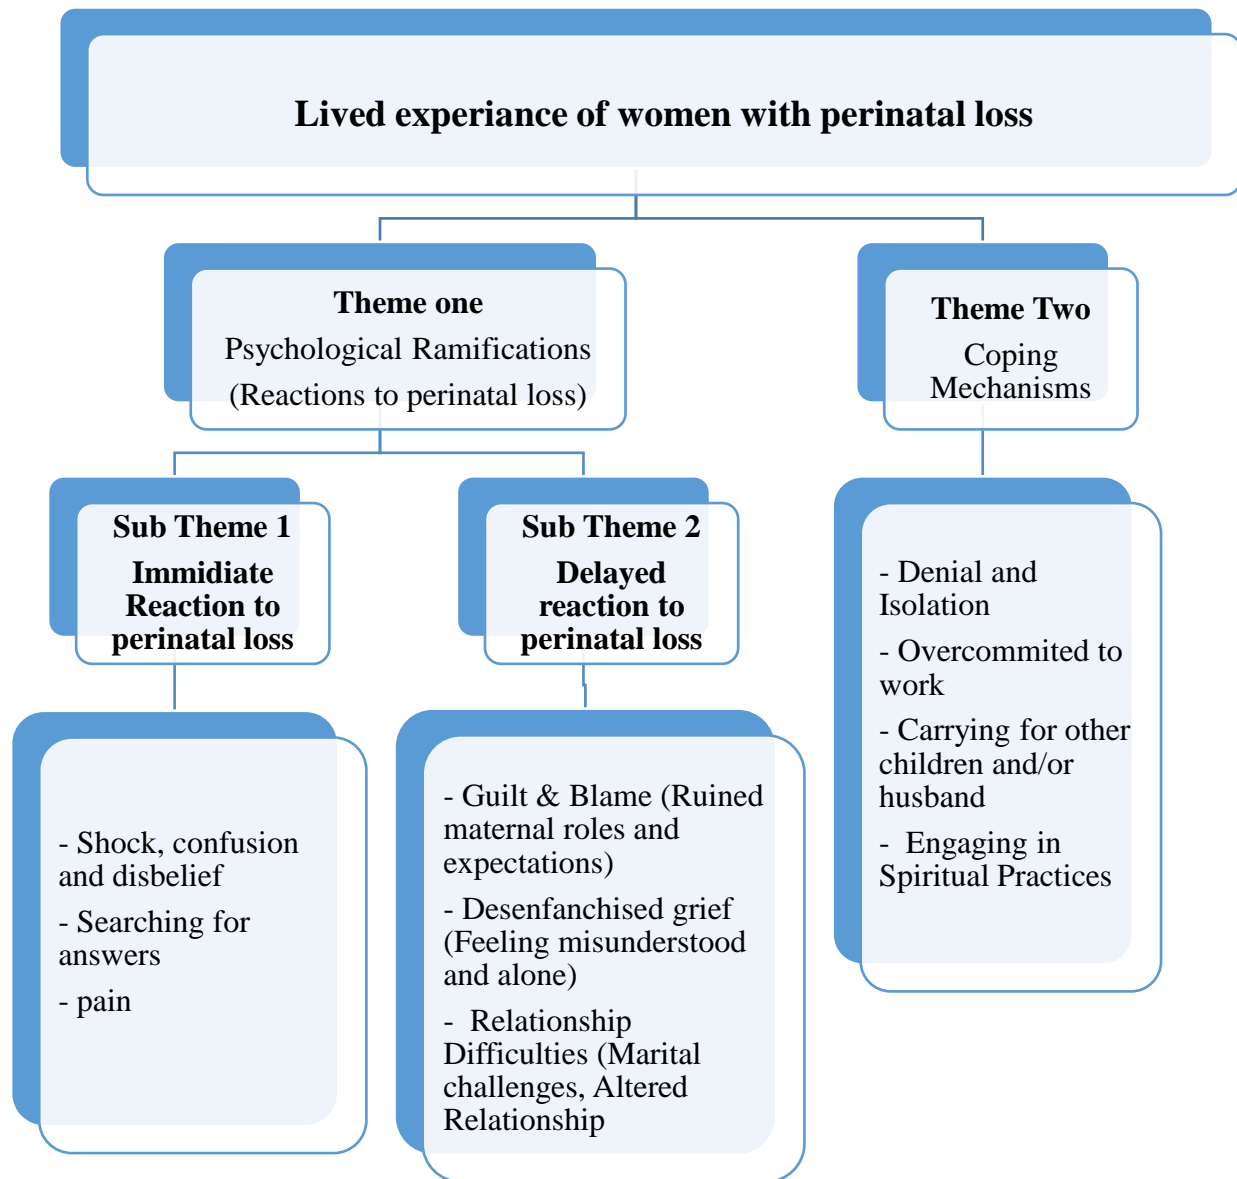 Lived experiance of women with perinatal loss
Theme one
Psychological Ramifications
(Reactions to perinatal loss)
Theme Two
Coping
Mechanisms
Sub Theme 1
Immidiate
Reaction to
perinatal loss
Sub Theme 2
Delayed
reaction to
perinatal loss
- Shock, confusion
and disbelief
- Searching for
answers
- pain
- Guilt & Blame (Ruined
maternal roles and
expectations)
- Desenfanchised grief
(Feeling misunderstood
and alone)
- Relationship
Difficulties (Marital
challenges, Altered
Relationship
- Denial and
Isolation
- Overcommited to
work
- Carrying for other
children and/or
husband
- Engaging in
Spiritual Practices